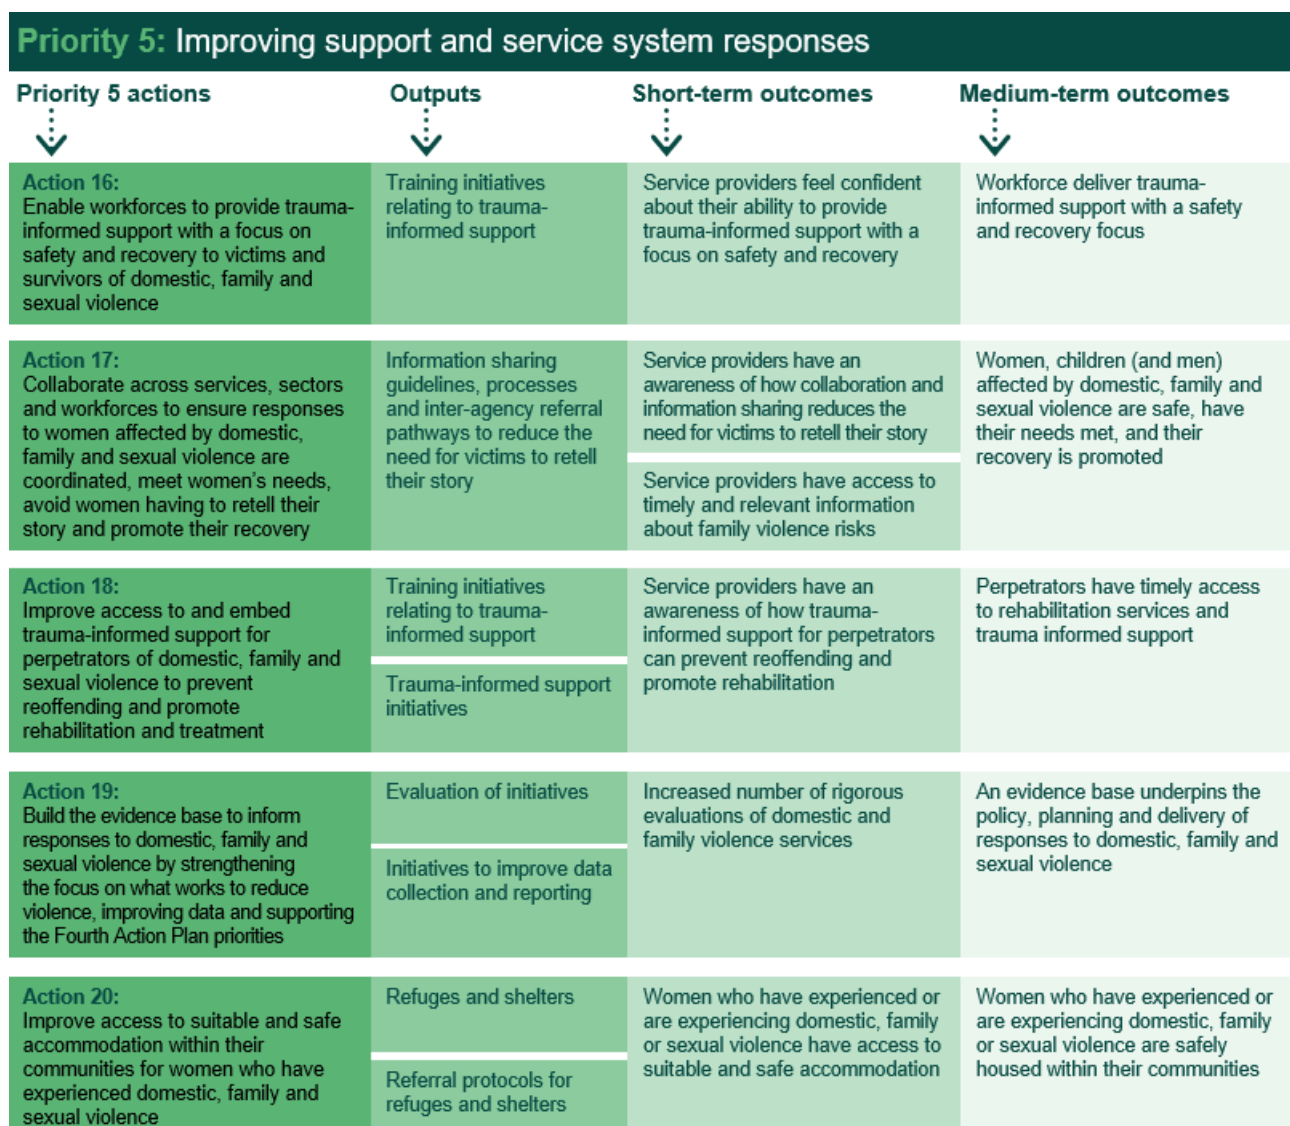 Priority 5: Improving support and service system responses
Priority 5 actions
Outputs
Short-term outcomes
Medium-term outcomes
Action 16:
Enable workforces to provide trauma-
informed support with a focus on
safety and recovery to victims and
survivors of domestic, family and
sexual violence
Training initiatives
relating to trauma-
informed support
Service providers feel confident
about their ability to provide
trauma-informed support with a
focus on safety and recovery
Workforce deliver trauma-
informed support with a safety
and recovery focus
Action 17:
Collaborate across services, sectors
and workforces to ensure responses
to women affected by domestic,
family and sexual violence are
coordinated, meet women's needs,
avoid women having to retell their
story and promote their recovery
Information sharing
guidelines, processes
and inter-agency referral
pathways to reduce the
need for victims to retell
their story
Service providers have an
awareness of how collaboration and
information sharing reduces the
need for victims to retell their story
Service providers have access to
timely and relevant information
about family violence risks
Women, children (and men)
affected by domestic, family and
sexual violence are safe, have
their needs met, and their
recovery is promoted
Action 18:
Improve access to and embed
trauma-informed support for
perpetrators of domestic, family and
sexual violence to prevent
reoffending and promote
rehabilitation and treatment
Training initiatives
relating to trauma-
informed support
Trauma-informed support
initiatives
Service providers have an
awareness of how trauma-
informed support for perpetrators
can prevent reoffending and
promote rehabilitation
Perpetrators have timely access
to rehabilitation services and
trauma informed support
Action 19:
Build the evidence base to inform
responses to domestic, family and
sexual violence by strengthening
the focus on what works to reduce
violence, improving data and supporting
the Fourth Action Plan priorities
Evaluation of initiatives
Initiatives to improve data
collection and reporting
Increased number of rigorous
evaluations of domestic and
family violence services
An evidence base underpins the
policy, planning and delivery of
responses to domestic, family and
sexual violence
Action 20:
Improve access to suitable and safe
accommodation within their
communities for women who have
experienced domestic, family and
sexual violence
Refuges and shelters
Referral protocols for
refuges and shelters
Women who have experienced or
are experiencing domestic, family
or sexual violence have access to
suitable and safe accommodation
Women who have experienced or
are experiencing domestic, family
or sexual violence are safely
housed within their communities